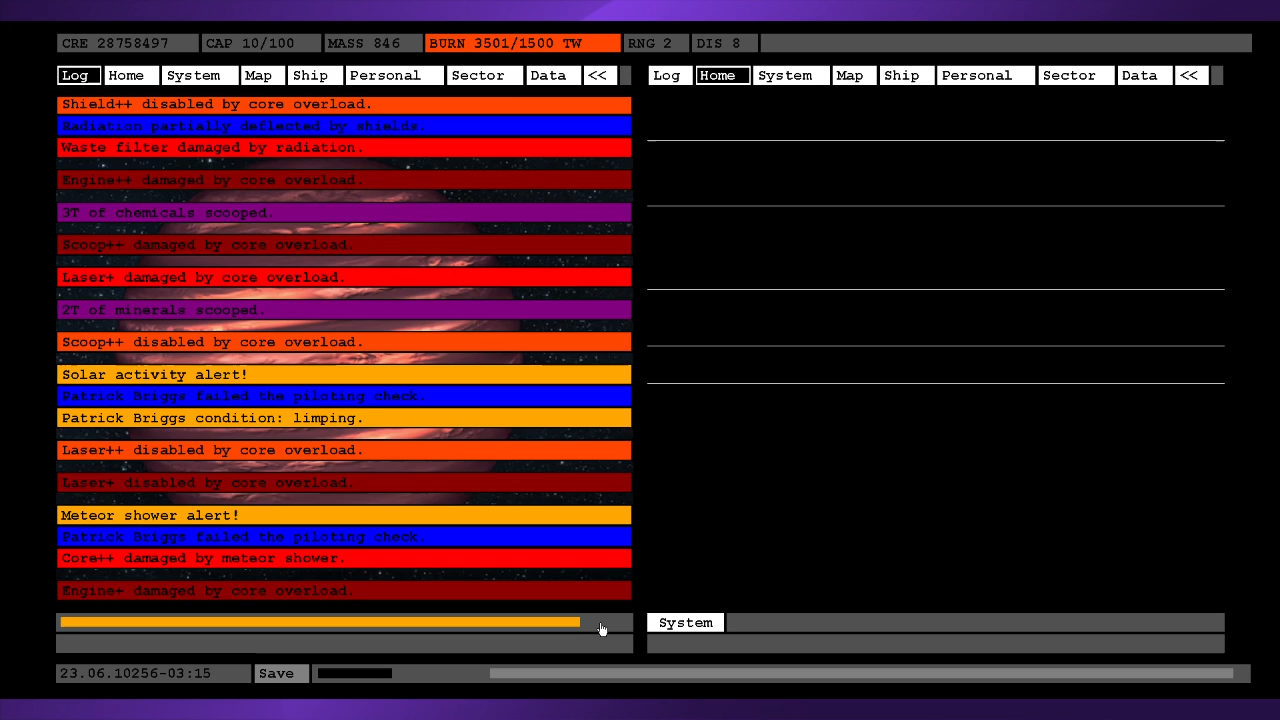 CRE 28758497 CAP 10/100 MASS 846 BURN 3501/1500 TW RNG 2 DIS 8
Log Home System Map Ship Personal Sector Data <<
Log Home System Map Ship Personal Sector Data <<
Shield++ disabled by core overload.
Radiation partially deflected by shields.
Waste filter damaged by radiation.
Engine++ damaged by core overload.
3T of chemicals scooped.
Scoop++ damaged by core overload.
Laser+ damaged by core overload.
2T of minerals scooped.
Scoop++ disabled by core overload.
Solar activity alert!
Patrick Briggs failed the piloting check.
Patrick Briggs condition: limping.
Laser++ disabled by core overload.
Laser+ disabled by core overload.
Meteor shower alert!
Patrick Briggs failed the piloting check.
Core++ damaged by meteor shower.
Engine+ damaged by core overload.
System
23.06.10256-03:15 Save